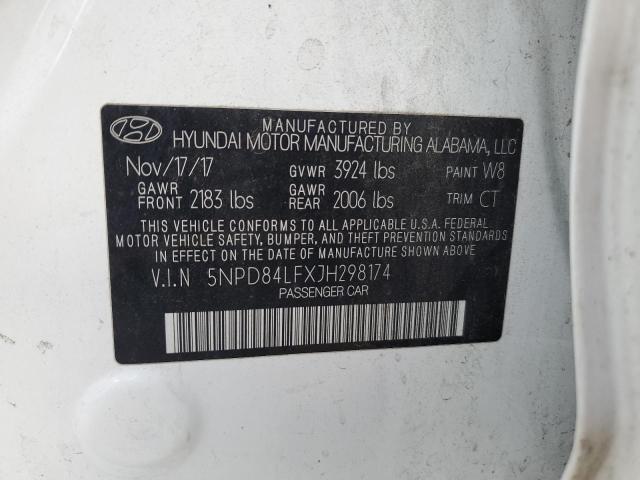 MANUFACTURED BY
HYUNDAI MOTOR MANUFACTURING ALABAMA, LLC
Nov/17/17 GVWR 3924 lbs PAINT W8
GAWR FRONT 2183 lbs GAWR REAR 2006 lbs TRIM CT
THIS VEHICLE CONFORMS TO ALL APPLICABLE U.S.A. FEDERAL
MOTOR VEHICLE SAFETY, BUMPER, AND THEFT PREVENTION STANDARDS
IN EFFECT ON THE DATE OF MANUFACTURE SHOWN ABOVE
V.I.N 5NPD84LFXJH298174
PASSENGER CAR